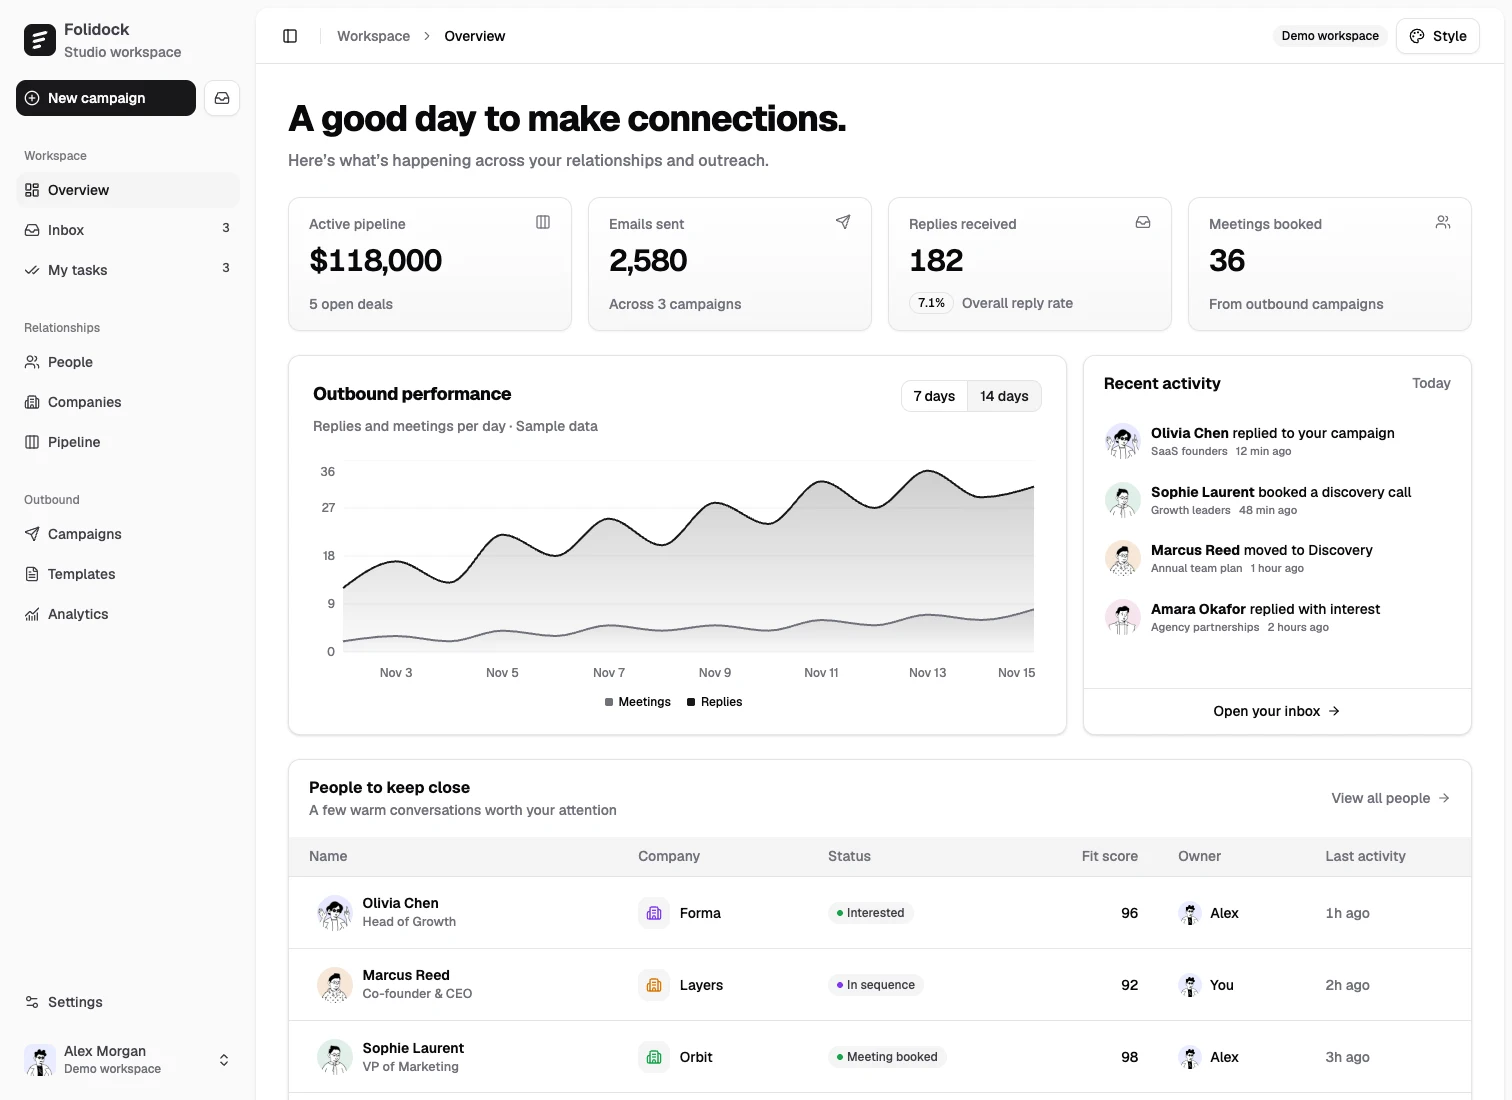 Folidock
Studio workspace
New campaign
Workspace
Overview
Inbox 3
My tasks 3
Relationships
People
Companies
Pipeline
Outbound
Campaigns
Templates
Analytics
Settings
Alex Morgan
Demo workspace
Workspace > Overview
Demo workspace
Style
A good day to make connections.
Here’s what’s happening across your relationships and outreach.
Active pipeline
$118,000
5 open deals
Emails sent
2,580
Across 3 campaigns
Replies received
182
7.1% Overall reply rate
Meetings booked
36
From outbound campaigns
Outbound performance
7 days 14 days
Replies and meetings per day · Sample data
36
27
18
9
0
Nov 3 Nov 5 Nov 7 Nov 9 Nov 11 Nov 13 Nov 15
Meetings Replies
Recent activity Today
Olivia Chen replied to your campaign
SaaS founders 12 min ago
Sophie Laurent booked a discovery call
Growth leaders 48 min ago
Marcus Reed moved to Discovery
Annual team plan 1 hour ago
Amara Okafor replied with interest
Agency partnerships 2 hours ago
Open your inbox →
People to keep close
A few warm conversations worth your attention
View all people →
Name Company Status Fit score Owner Last activity
Olivia Chen
Head of Growth
Forma Interested 96 Alex 1h ago
Marcus Reed
Co-founder & CEO
Layers In sequence 92 You 2h ago
Sophie Laurent
VP of Marketing
Orbit Meeting booked 98 Alex 3h ago